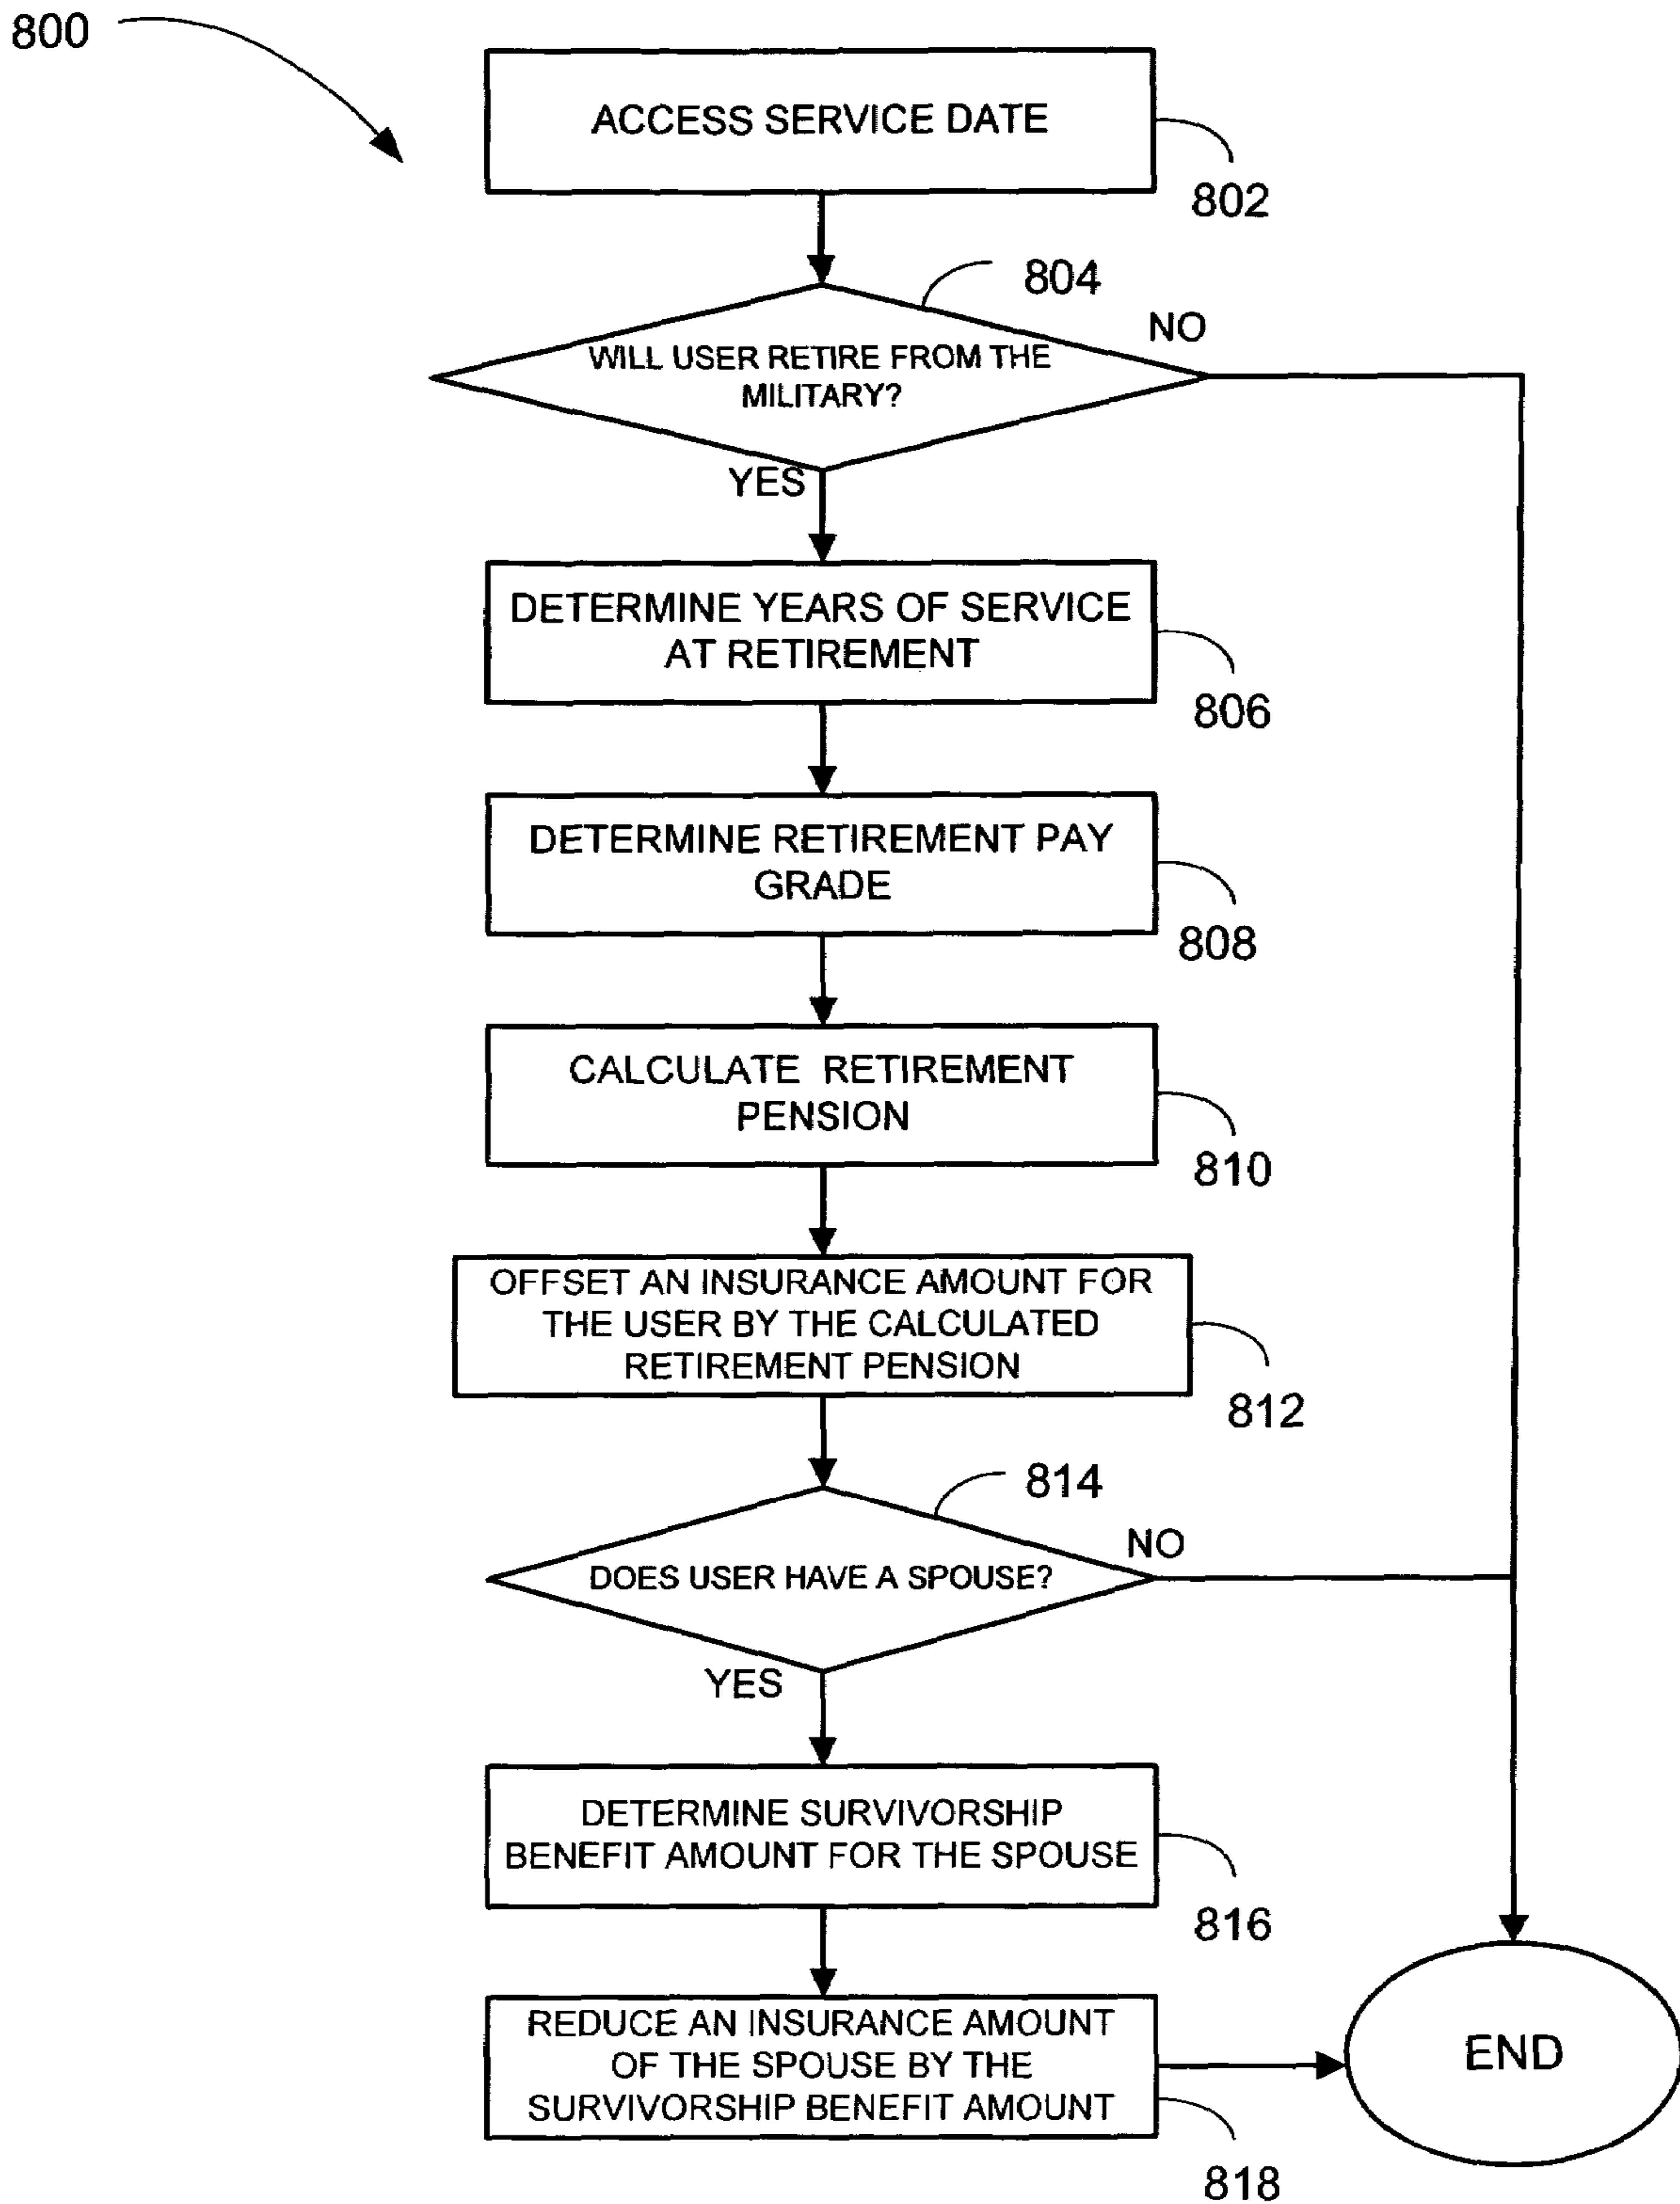 800
ACCESS SERVICE DATE
802
804
NO
WILL USER RETIRE FROM THE
MILITARY?
YES
DETERMINE YEARS OF SERVICE
AT RETIREMENT
806
DETERMINE RETIREMENT PAY
GRADE
808
CALCULATE RETIREMENT
PENSION
810
OFFSET AN INSURANCE AMOUNT FOR
THE USER BY THE CALCULATED
RETIREMENT PENSION
812
814
NO
DOES USER HAVE A SPOUSE?
YES
DETERMINE SURVIVORSHIP
BENEFIT AMOUNT FOR THE SPOUSE
816
REDUCE AN INSURANCE AMOUNT
OF THE SPOUSE BY THE
SURVIVORSHIP BENEFIT AMOUNT
818
END